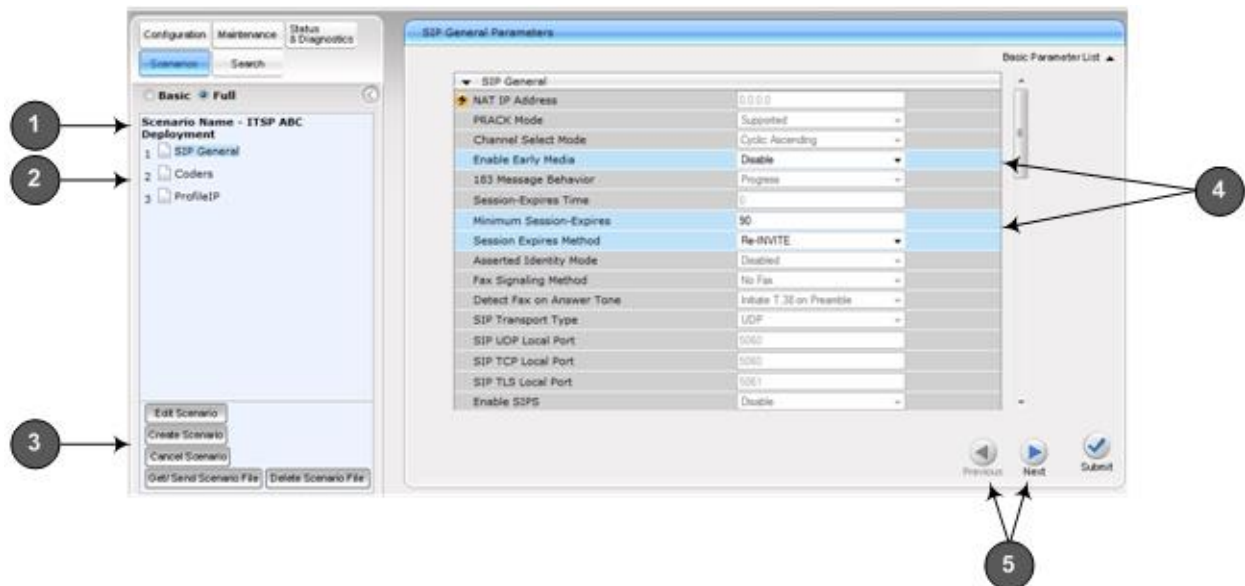 Configuration Maintenance Status & Diagnostics
Scenarios Search
Basic Full
Scenario Name - ITSP ABC
Deployment
1 SIP General
2 Coders
3 ProfileIP
Edit Scenario
Create Scenario
Cancel Scenario
Get/Send Scenario File Delete Scenario File
SIP General Parameters
Basic Parameter List
SIP General
NAT IP Address 0.0.0.0
PRACK Mode Supported
Channel Select Mode Cyclic Ascending
Enable Early Media Disable
183 Message Behavior Progress
Session-Expires Time 0
Minimum Session-Expires 90
Session Expires Method Re-INVITE
Asserted Identity Mode Disabled
Fax Signaling Method No Fax
Detect Fax on Answer Tone Initiate T.38 on Preamble
SIP Transport Type UDP
SIP UDP Local Port 5060
SIP TCP Local Port 5060
SIP TLS Local Port 5061
Enable SIPS Disable
Previous Next Submit
1
2
3
4
5